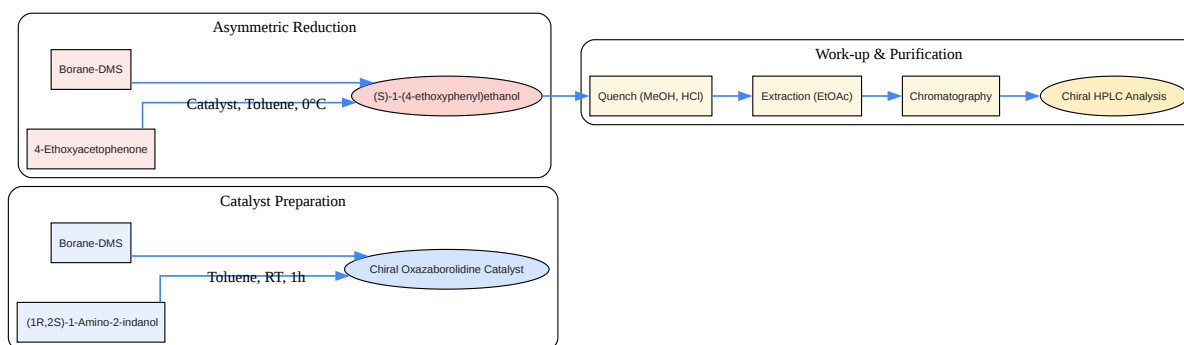 Asymmetric Reduction
Borane-DMS
Catalyst, Toluene, 0°C
(S)-1-(4-ethoxyphenyl)ethanol
4-Ethoxyacetophenone
Work-up & Purification
Quench (MeOH, HCl)
Extraction (EtOAc)
Chromatography
Chiral HPLC Analysis
Catalyst Preparation
Borane-DMS
Toluene, RT, 1h
Chiral Oxazaborolidine Catalyst
(1R,2S)-1-Amino-2-indanol